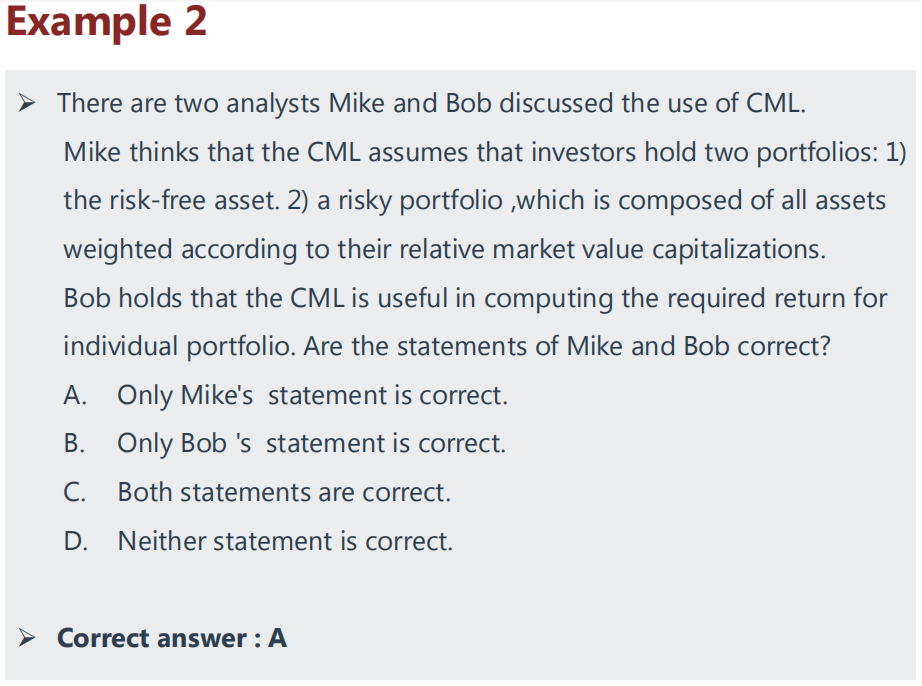 Example 2
➢ There are two analysts Mike and Bob discussed the use of CML.
Mike thinks that the CML assumes that investors hold two portfolios: 1)
the risk-free asset. 2) a risky portfolio ,which is composed of all assets
weighted according to their relative market value capitalizations.
Bob holds that the CML is useful in computing the required return for
individual portfolio. Are the statements of Mike and Bob correct?
A. Only Mike's  statement is correct.
B. Only Bob 's  statement is correct.
C. Both statements are correct.
D. Neither statement is correct.
➢ Correct answer : A